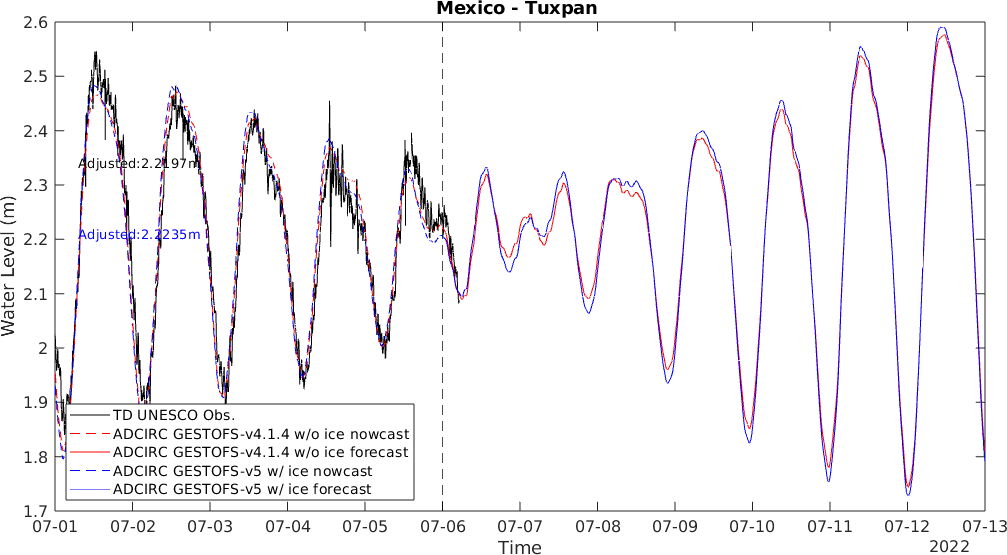 Mexico - Tuxpan
2.6
2.5
2.4
2.3
2.2
2.1
2
1.9
1.8
1.7
Water Level (m)
Adjusted:2.2197m
Adjusted:2.2235m
TD UNESCO Obs.
ADCIRC GESTOFS-v4.1.4 w/o ice nowcast
ADCIRC GESTOFS-v4.1.4 w/o ice forecast
ADCIRC GESTOFS-v5 w/ ice nowcast
ADCIRC GESTOFS-v5 w/ ice forecast
07-01 07-02 07-03 07-04 07-05 07-06 07-07 07-08 07-09 07-10 07-11 07-12 07-13
Time
2022